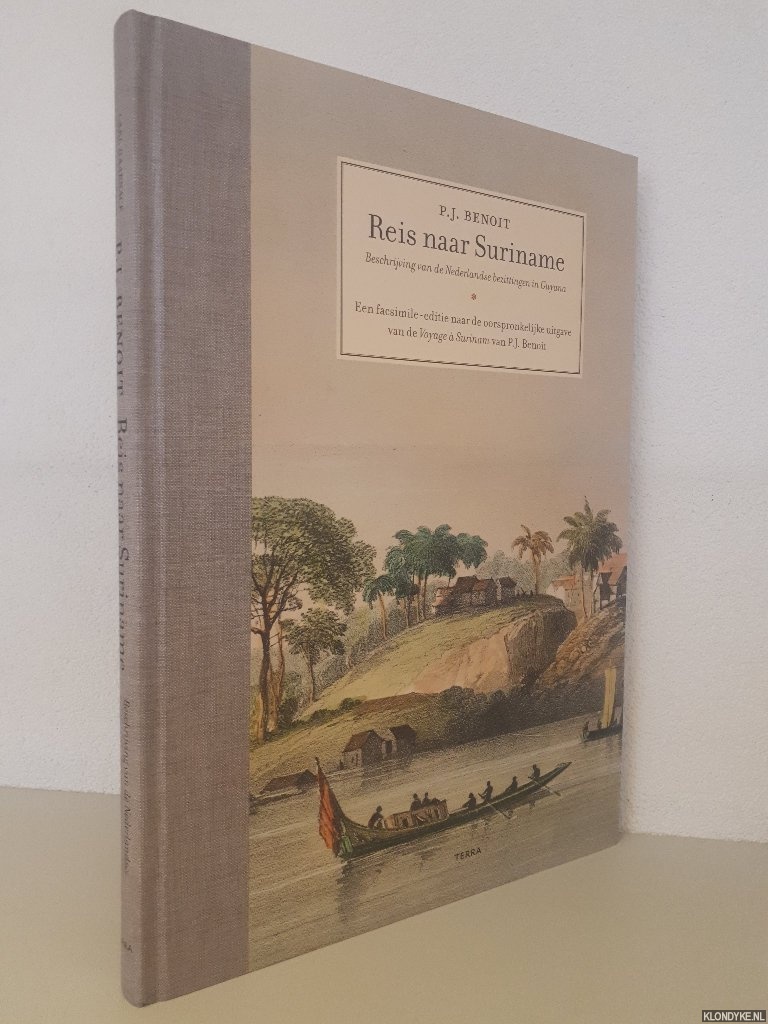 P.J. BENOIT
Reis naar Suriname
Beschrijving van de Nederlandse bezittingen in Guyana
*
Een facsimile-editie naar de oorspronkelijke uitgave
van de Voyage à Surinam van P.J. Benoit
TERRA
P.J. BENOIT Reis naar Suriname
KLONDYKE.NL